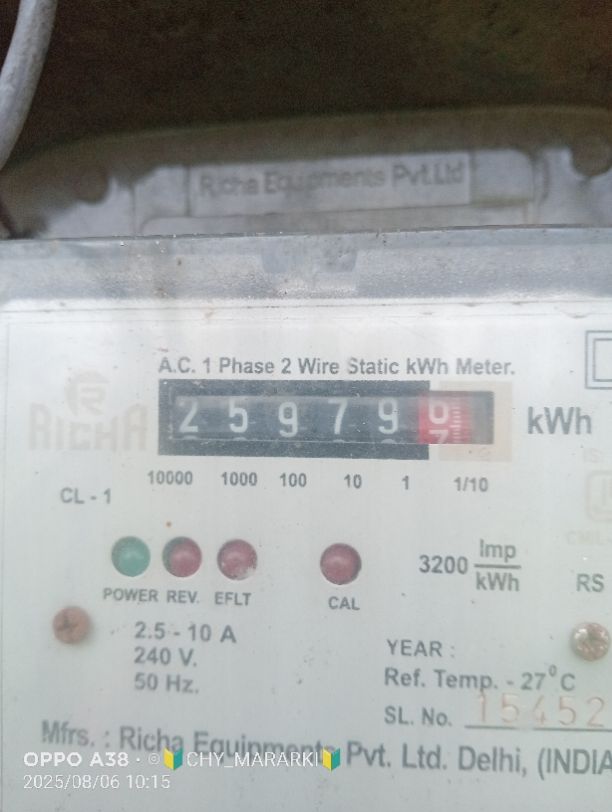 Richa Equipments Pvt.Ltd
A.C. 1 Phase 2 Wire Static kWh Meter.
RICHA
2 5 9 7 9 6 kWh
7
10000 1000 100 10 1 1/10
CL - 1
3200 Imp
kWh
POWER REV. EFLT CAL
RS
2.5 - 10 A
240 V.
50 Hz.
YEAR :
Ref. Temp. - 27°C
SL. No. 15452
Mfrs. : Richa Equipments Pvt. Ltd. Delhi, (INDIA
OPPO A38 · ©🔰CHY_MARARKI🔰
2025/08/06 10:15